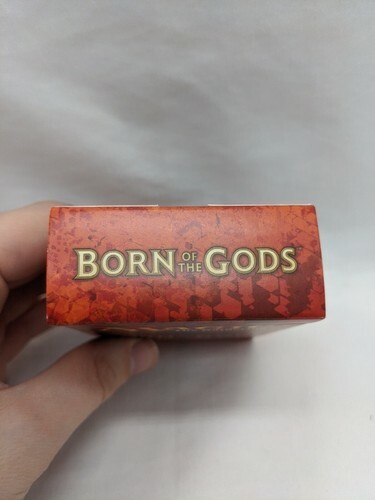 BORN OF THE GODS